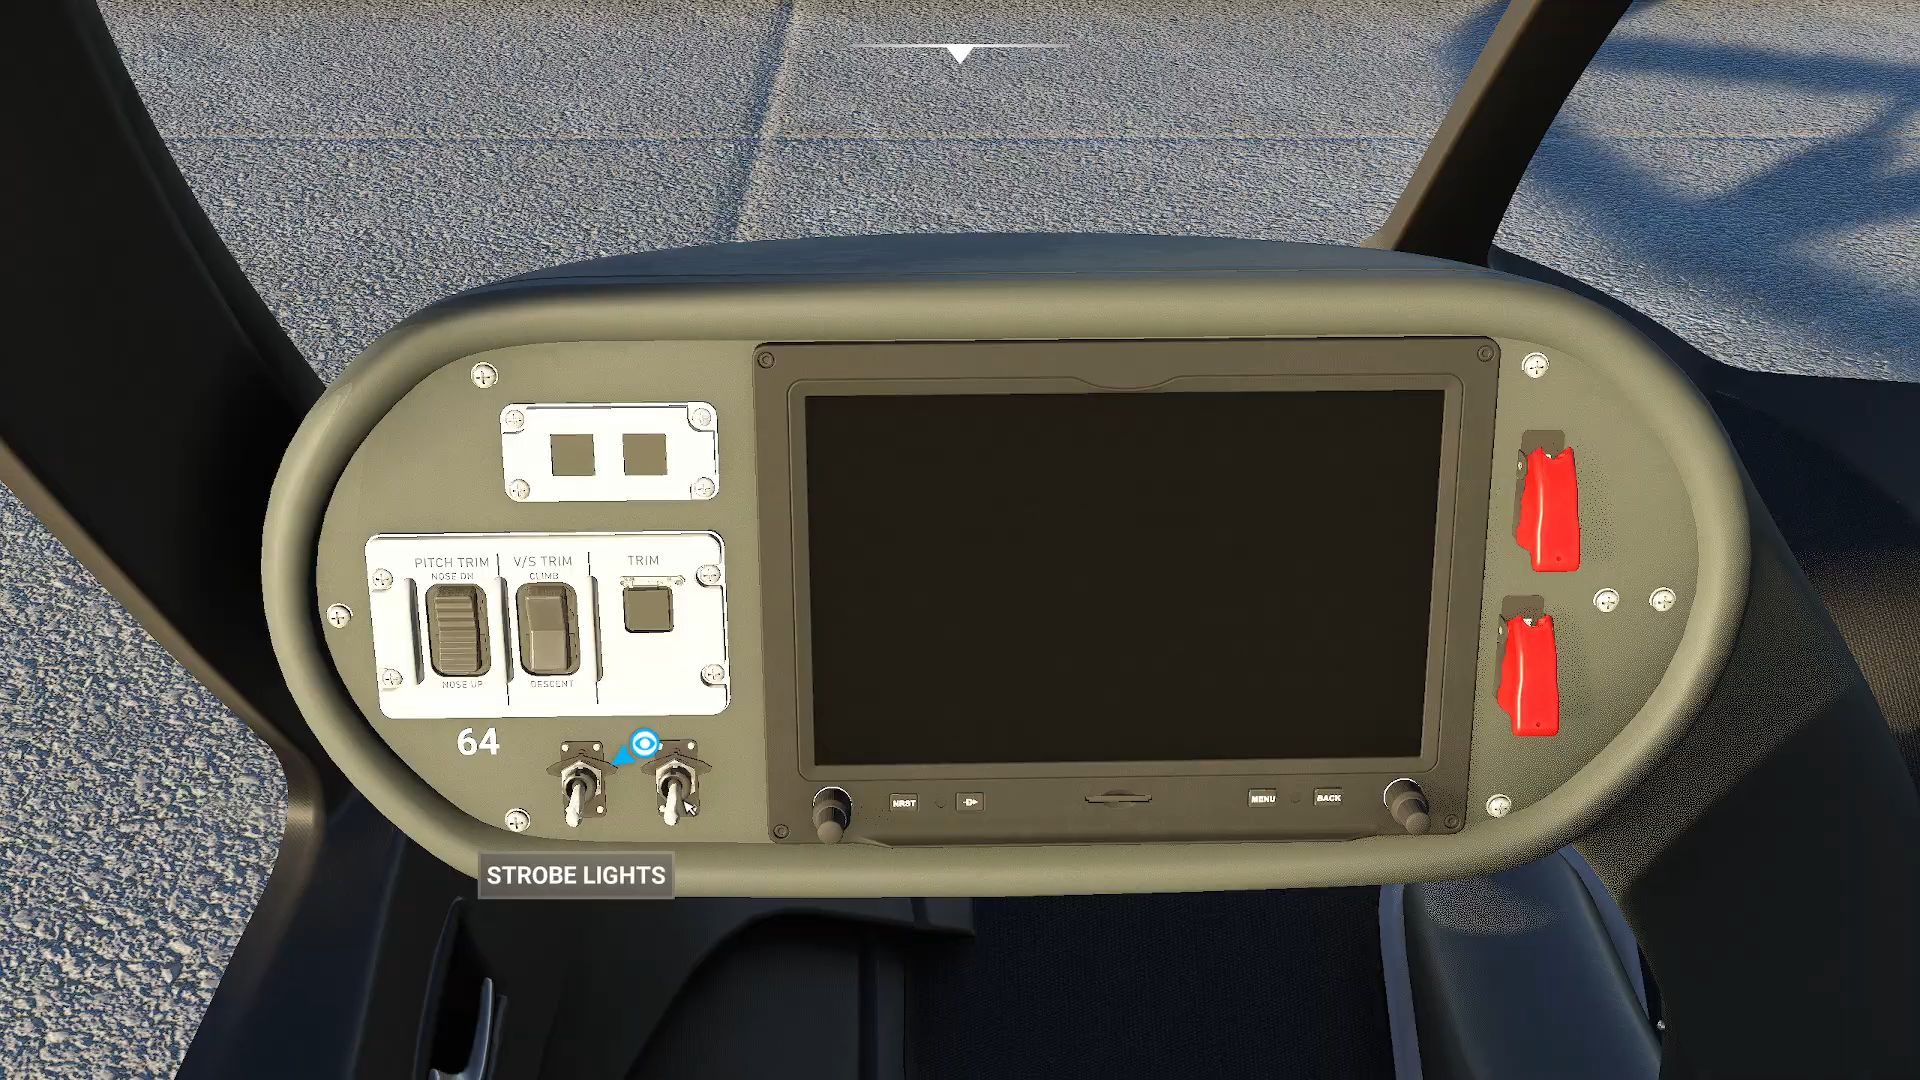 PITCH TRIM
NOSE DN
V/S TRIM
CLIMB
TRIM
NOSE UP
DESCENT
64
NRST
D
MENU
BACK
STROBE LIGHTS